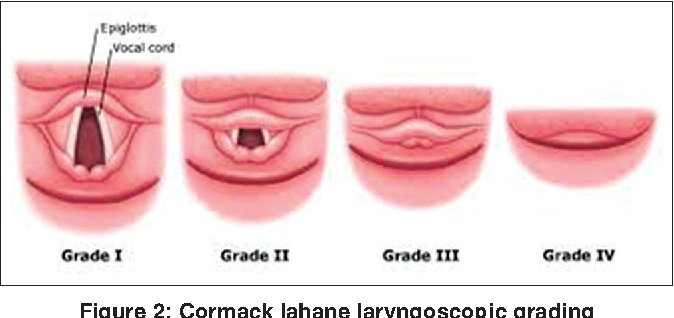 Epiglottis
Vocal cord
Grade I
Grade II
Grade III
Grade IV
Figure 2: Cormack lahane laryngoscopic grading